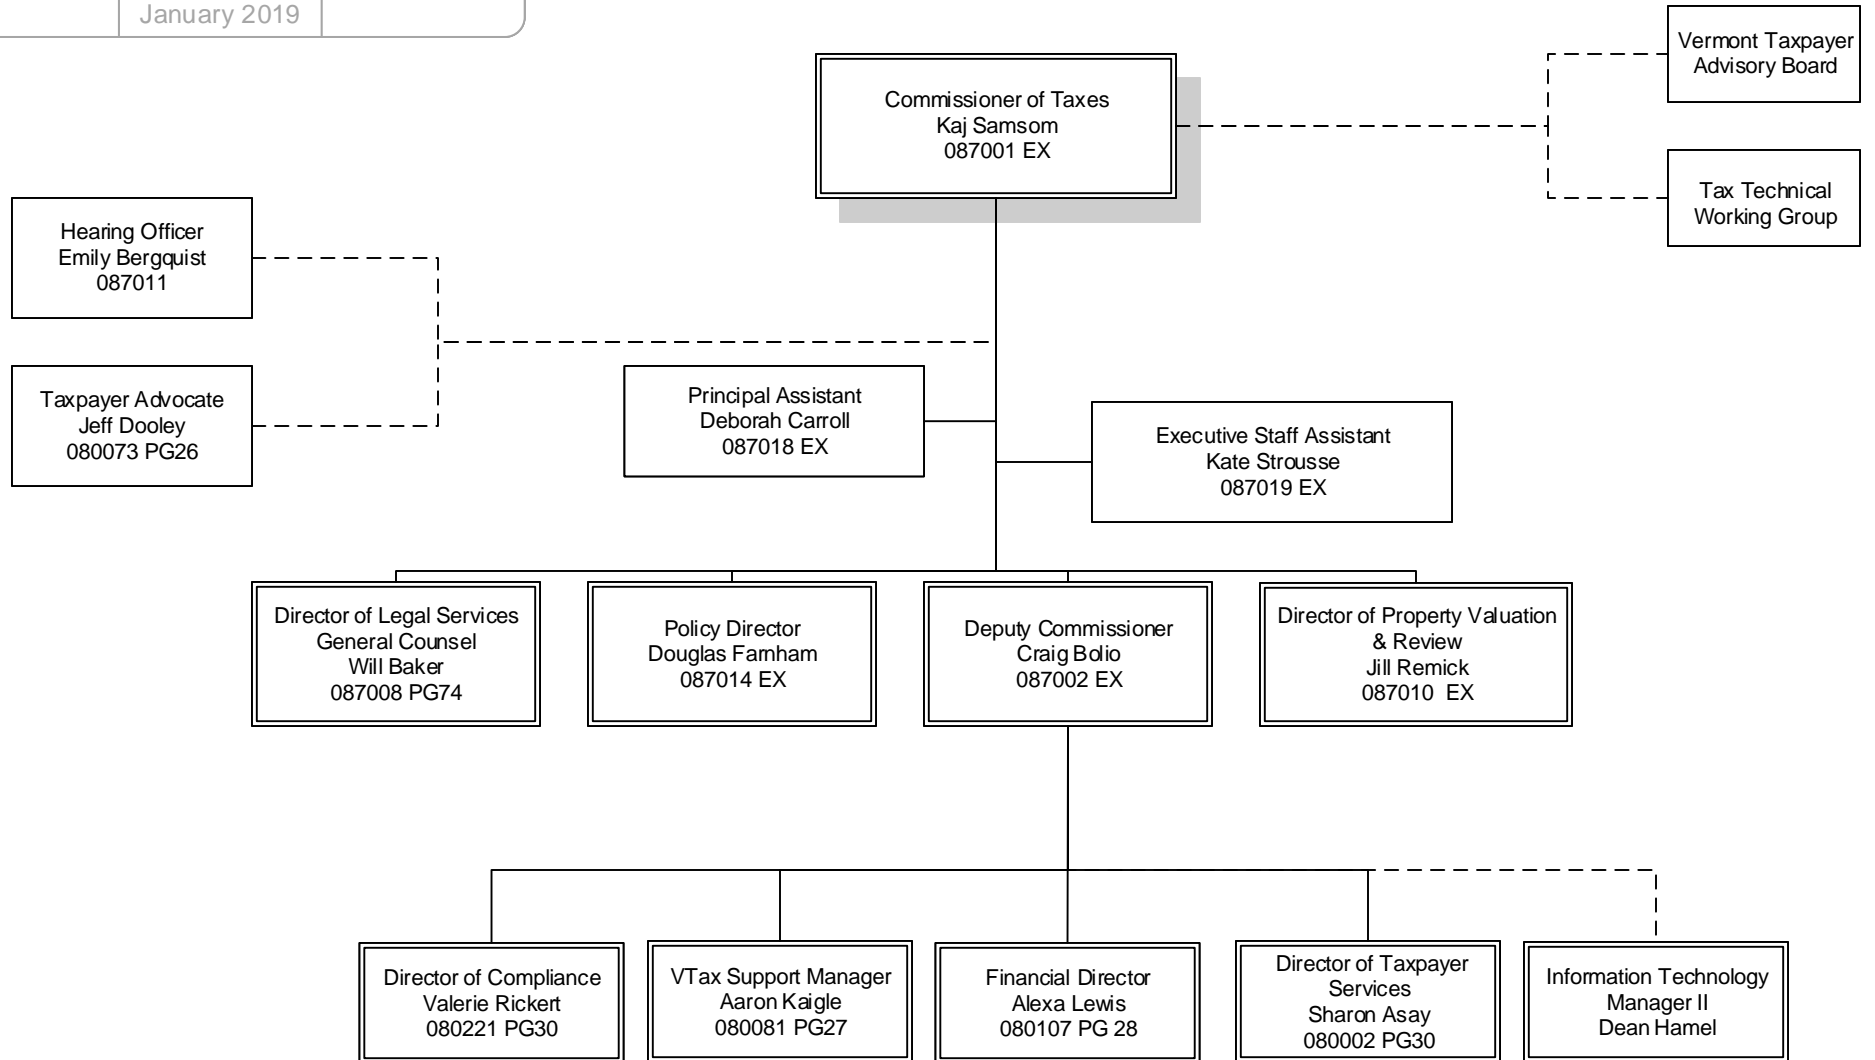 January 2019
Commissioner of Taxes
Kaj Samsom
087001 EX
Vermont Taxpayer
Advisory Board
Tax Technical
Working Group
Hearing Officer
Emily Bergquist
087011
Taxpayer Advocate
Jeff Dooley
080073 PG26
Principal Assistant
Deborah Carroll
087018 EX
Executive Staff Assistant
Kate Strousse
087019 EX
Director of Legal Services
General Counsel
Will Baker
087008 PG74
Policy Director
Douglas Farnham
087014 EX
Deputy Commissioner
Craig Bolio
087002 EX
Director of Property Valuation
& Review
Jill Remick
087010 EX
Director of Compliance
Valerie Rickert
080221 PG30
VTax Support Manager
Aaron Kaigle
080081 PG27
Financial Director
Alexa Lewis
080107 PG 28
Director of Taxpayer
Services
Sharon Asay
080002 PG30
Information Technology
Manager II
Dean Hamel